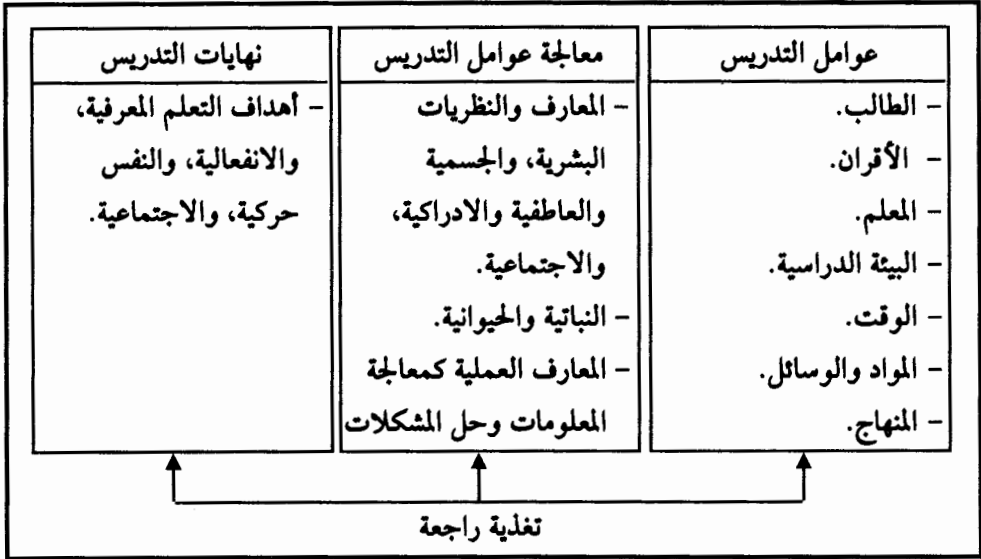 عوامل التدريس
– الطالب.
– الأقران.
– المعلم.
– البيئة الدراسية.
– الوقت.
– المواد والوسائل.
– المنهاج.
معالجة عوامل التدريس
– المعارف والنظريات
البشرية، والجسمية
والعاطفية والادراكية،
والاجتماعية.
– النباتية والحيوانية.
– المعارف العملية كمعالجة
المعلومات وحل المشكلات
نهايات التدريس
– أهداف التعلم المعرفية،
والانفعالية، والنفس
حركية، والاجتماعية.
تغذية راجعة